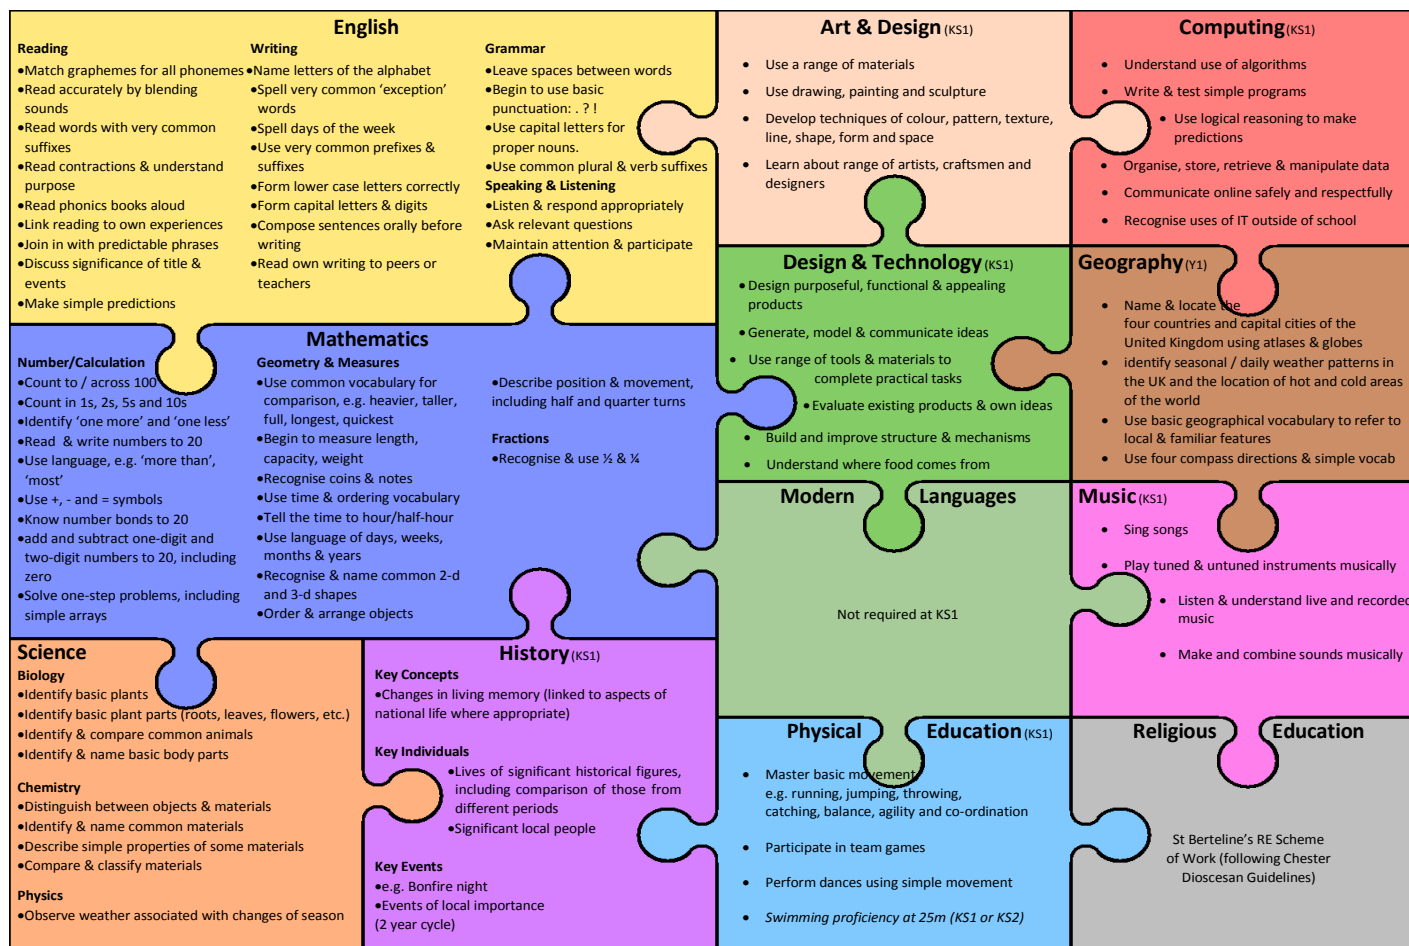 English
Reading
•Match graphemes for all phonemes
•Read accurately by blending
sounds
•Read words with very common
suffixes
•Read contractions & understand
purpose
•Read phonics books aloud
•Link reading to own experiences
•Join in with predictable phrases
•Discuss significance of title &
events
•Make simple predictions
Writing
•Name letters of the alphabet
•Spell very common ‘exception’
words
•Spell days of the week
•Use very common prefixes &
suffixes
•Form lower case letters correctly
•Form capital letters & digits
•Compose sentences orally before
writing
•Read own writing to peers or
teachers
Grammar
•Leave spaces between words
•Begin to use basic
punctuation: . ? !
•Use capital letters for
proper nouns.
•Use common plural & verb suffixes
Speaking & Listening
•Listen & respond appropriately
•Ask relevant questions
•Maintain attention & participate
Art & Design (KS1)
• Use a range of materials
• Use drawing, painting and sculpture
• Develop techniques of colour, pattern, texture,
line, shape, form and space
• Learn about range of artists, craftsmen and
designers
Computing (KS1)
• Understand use of algorithms
• Write & test simple programs
• Use logical reasoning to make
predictions
• Organise, store, retrieve & manipulate data
• Communicate online safely and respectfully
• Recognise uses of IT outside of school
Mathematics
Number/Calculation
•Count to / across 100
•Count in 1s, 2s, 5s and 10s
•Identify ‘one more’ and ‘one less’
•Read & write numbers to 20
•Use language, e.g. ‘more than’,
‘most’
•Use +, - and = symbols
•Know number bonds to 20
•add and subtract one-digit and
two-digit numbers to 20, including
zero
•Solve one-step problems, including
simple arrays
Geometry & Measures
•Use common vocabulary for
comparison, e.g. heavier, taller,
full, longest, quickest
•Begin to measure length,
capacity, weight
•Recognise coins & notes
•Use time & ordering vocabulary
•Tell the time to hour/half-hour
•Use language of days, weeks,
months & years
•Recognise & name common 2-d
and 3-d shapes
•Order & arrange objects
•Describe position & movement,
including half and quarter turns
Fractions
•Recognise & use ½ & ¼
Design & Technology (KS1)
• Design purposeful, functional & appealing
products
• Generate, model & communicate ideas
• Use range of tools & materials to
complete practical tasks
• Evaluate existing products & own ideas
• Build and improve structure & mechanisms
• Understand where food comes from
Geography (Y1)
• Name & locate the
four countries and capital cities of the
United Kingdom using atlases & globes
• identify seasonal / daily weather patterns in
the UK and the location of hot and cold areas
of the world
• Use basic geographical vocabulary to refer to
local & familiar features
• Use four compass directions & simple vocab
Modern Languages
Not required at KS1
Music (KS1)
• Sing songs
• Play tuned & untuned instruments musically
• Listen & understand live and recorded
music
• Make and combine sounds musically
Science
Biology
•Identify basic plants
•Identify basic plant parts (roots, leaves, flowers, etc.)
•Identify & compare common animals
•Identify & name basic body parts
Chemistry
•Distinguish between objects & materials
•Identify & name common materials
•Describe simple properties of some materials
•Compare & classify materials
Physics
•Observe weather associated with changes of season
History (KS1)
Key Concepts
•Changes in living memory (linked to aspects of
national life where appropriate)
Key Individuals
•Lives of significant historical figures,
including comparison of those from
different periods
•Significant local people
Key Events
•e.g. Bonfire night
•Events of local importance
(2 year cycle)
Physical Education (KS1)
• Master basic movement,
e.g. running, jumping, throwing,
catching, balance, agility and co-ordination
• Participate in team games
• Perform dances using simple movement
• Swimming proficiency at 25m (KS1 or KS2)
Religious Education
St Berteline’s RE Scheme
of Work (following Chester
Dioscesan Guidelines)